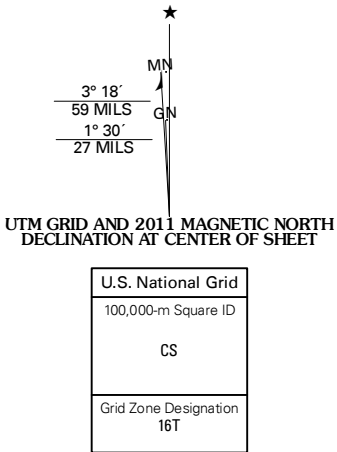 ★
MN
3° 18´
59 MILS
GN
1° 30´
27 MILS
UTM GRID AND 2011 MAGNETIC NORTH
DECLINATION AT CENTER OF SHEET
U.S. National Grid
100,000-m Square ID
CS
Grid Zone Designation
16T